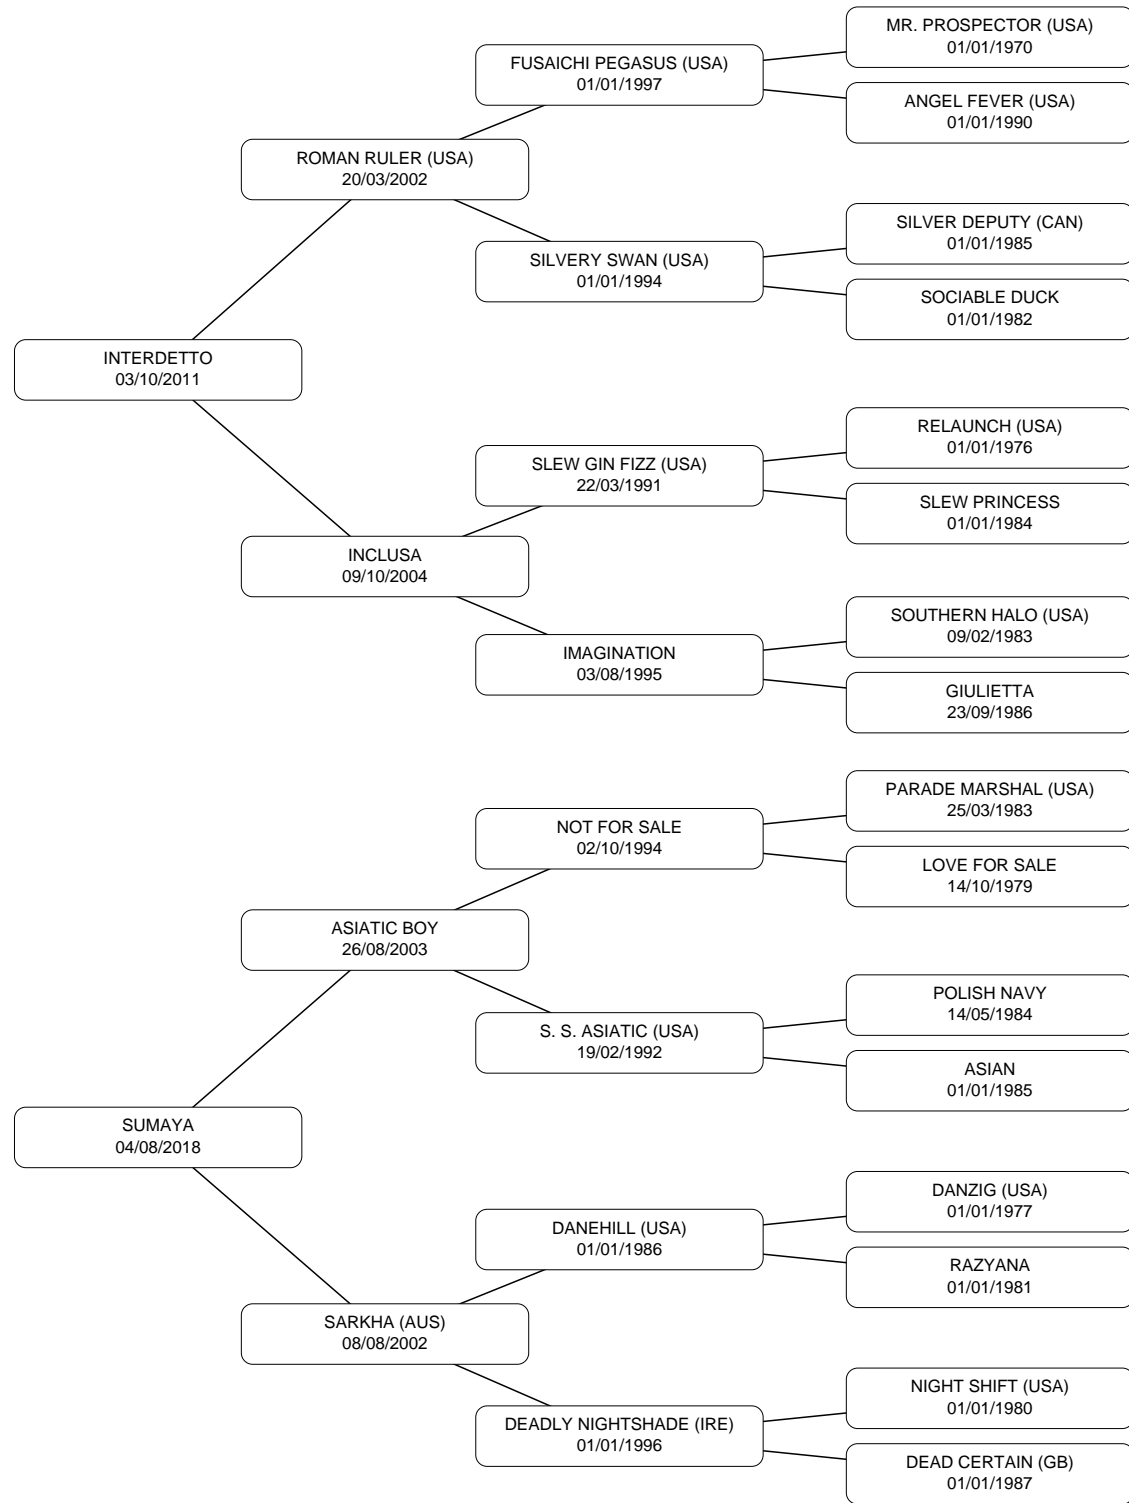 MR. PROSPECTOR (USA)
01/01/1970
FUSAICHI PEGASUS (USA)
01/01/1997
ANGEL FEVER (USA)
01/01/1990
ROMAN RULER (USA)
20/03/2002
SILVER DEPUTY (CAN)
01/01/1985
SILVERY SWAN (USA)
01/01/1994
SOCIABLE DUCK
01/01/1982
INTERDETTO
03/10/2011
RELAUNCH (USA)
01/01/1976
SLEW GIN FIZZ (USA)
22/03/1991
SLEW PRINCESS
01/01/1984
INCLUSA
09/10/2004
SOUTHERN HALO (USA)
09/02/1983
IMAGINATION
03/08/1995
GIULIETTA
23/09/1986
PARADE MARSHAL (USA)
25/03/1983
NOT FOR SALE
02/10/1994
LOVE FOR SALE
14/10/1979
ASIATIC BOY
26/08/2003
POLISH NAVY
14/05/1984
S. S. ASIATIC (USA)
19/02/1992
ASIAN
01/01/1985
SUMAYA
04/08/2018
DANZIG (USA)
01/01/1977
DANEHILL (USA)
01/01/1986
RAZYANA
01/01/1981
SARKHA (AUS)
08/08/2002
NIGHT SHIFT (USA)
01/01/1980
DEADLY NIGHTSHADE (IRE)
01/01/1996
DEAD CERTAIN (GB)
01/01/1987